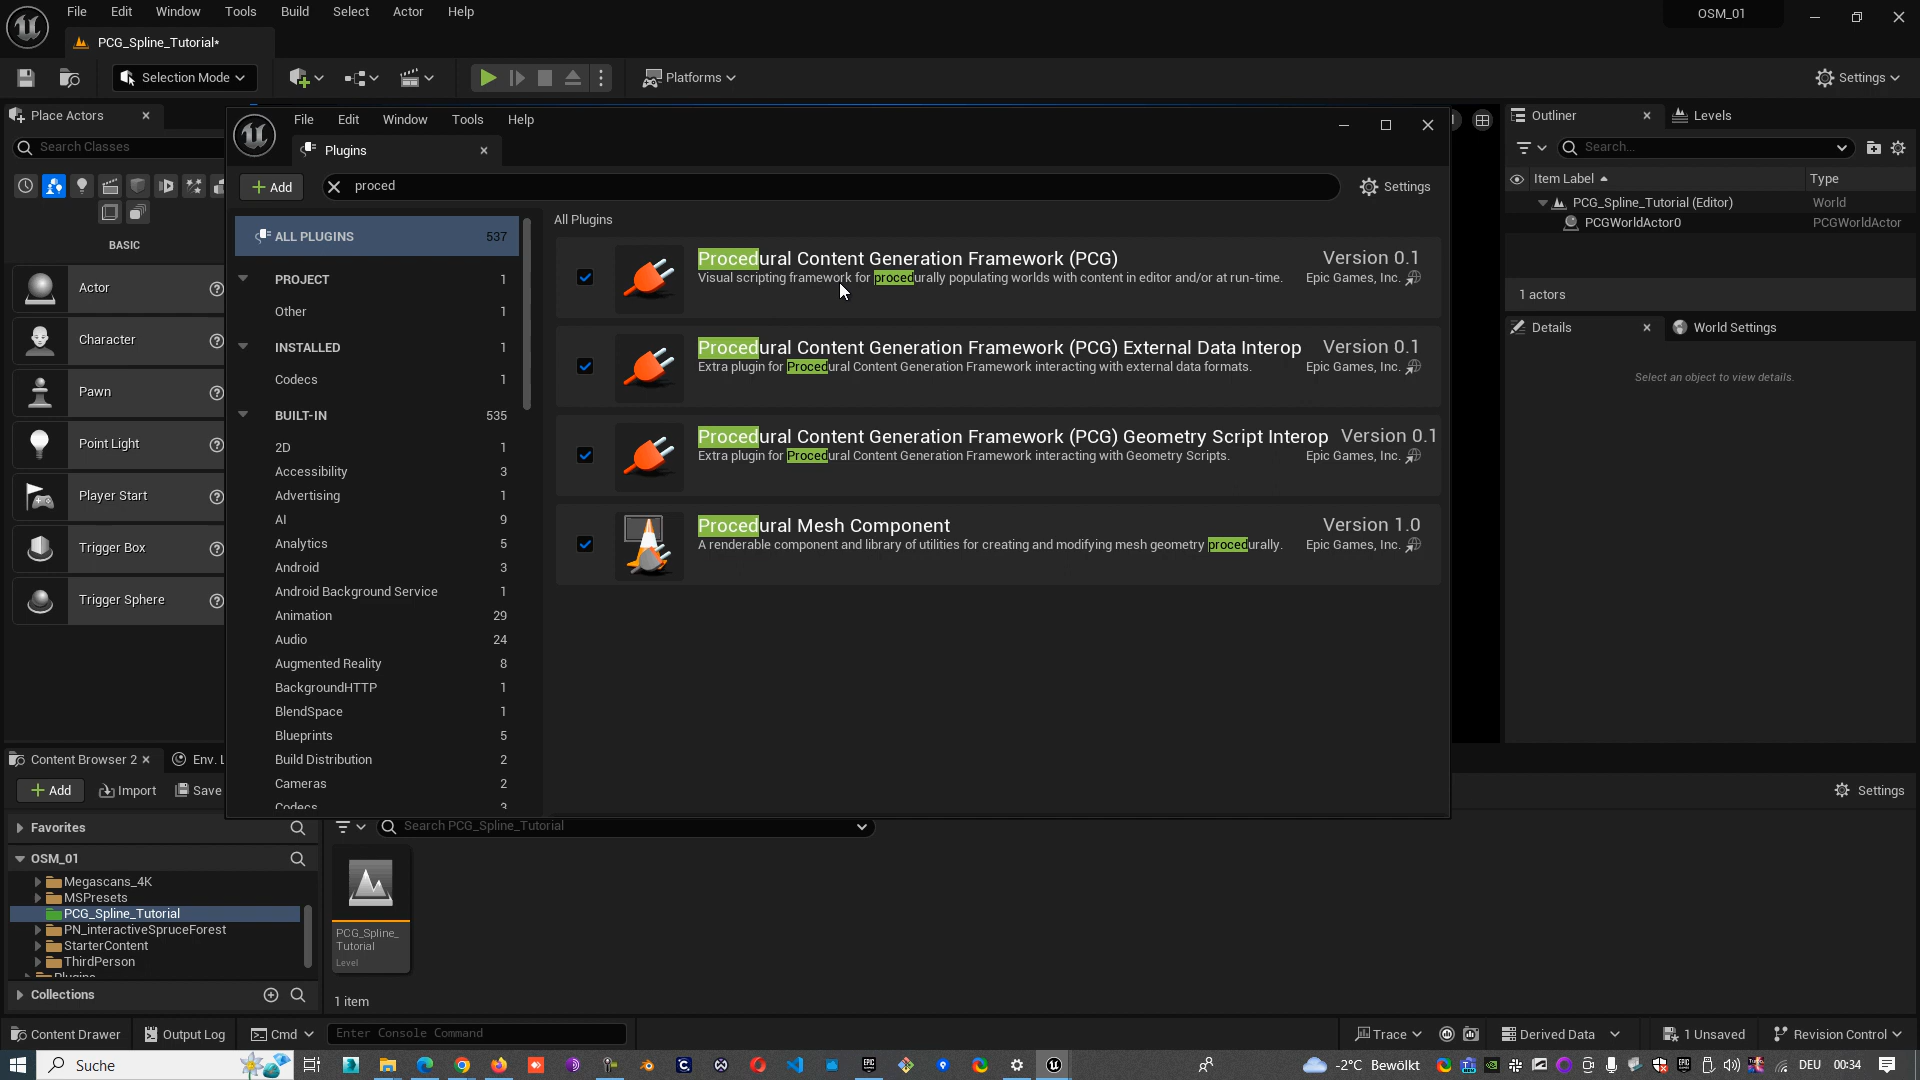 File Edit Window Tools Build Select Actor Help
OSM_01
PCG_Spline_Tutorial*
Selection Mode
Platforms
Settings
Place Actors
Search Classes
BASIC
Actor
Character
Pawn
Point Light
Player Start
Trigger Box
Trigger Sphere
File Edit Window Tools Help
Plugins
Add
proced
Settings
ALL PLUGINS 537
PROJECT 1
Other 1
INSTALLED 1
Codecs 1
BUILT-IN 535
2D 1
Accessibility 3
Advertising 1
AI 9
Analytics 5
Android 3
Android Background Service 1
Animation 29
Audio 24
Augmented Reality 8
BackgroundHTTP 1
BlendSpace 1
Blueprints 5
Build Distribution 2
Cameras 2
Codecs 3
All Plugins
Procedural Content Generation Framework (PCG) Version 0.1
Visual scripting framework for procedurally populating worlds with content in editor and/or at run-time. Epic Games, Inc.
Procedural Content Generation Framework (PCG) External Data Interop Version 0.1
Extra plugin for Procedural Content Generation Framework interacting with external data formats. Epic Games, Inc.
Procedural Content Generation Framework (PCG) Geometry Script Interop Version 0.1
Extra plugin for Procedural Content Generation Framework interacting with Geometry Scripts. Epic Games, Inc.
Procedural Mesh Component Version 1.0
A renderable component and library of utilities for creating and modifying mesh geometry procedurally. Epic Games, Inc.
Outliner Levels
Search...
Item Label Type
PCG_Spline_Tutorial (Editor) World
PCGWorldActor0 PCGWorldActor
1 actors
Details World Settings
Select an object to view details.
Content Browser 2 Env. L
Add Import Save
Settings
Favorites
OSM_01
Megascans_4K
MSPresets
PCG_Spline_Tutorial
PN_interactiveSpruceForest
StarterContent
ThirdPerson
Plugins
Collections
Search PCG_Spline_Tutorial
PCG_Spline_
Tutorial
Level
1 item
Content Drawer Output Log Cmd Enter Console Command Trace Derived Data 1 Unsaved Revision Control
Suche -2°C Bewölkt DEU 00:34